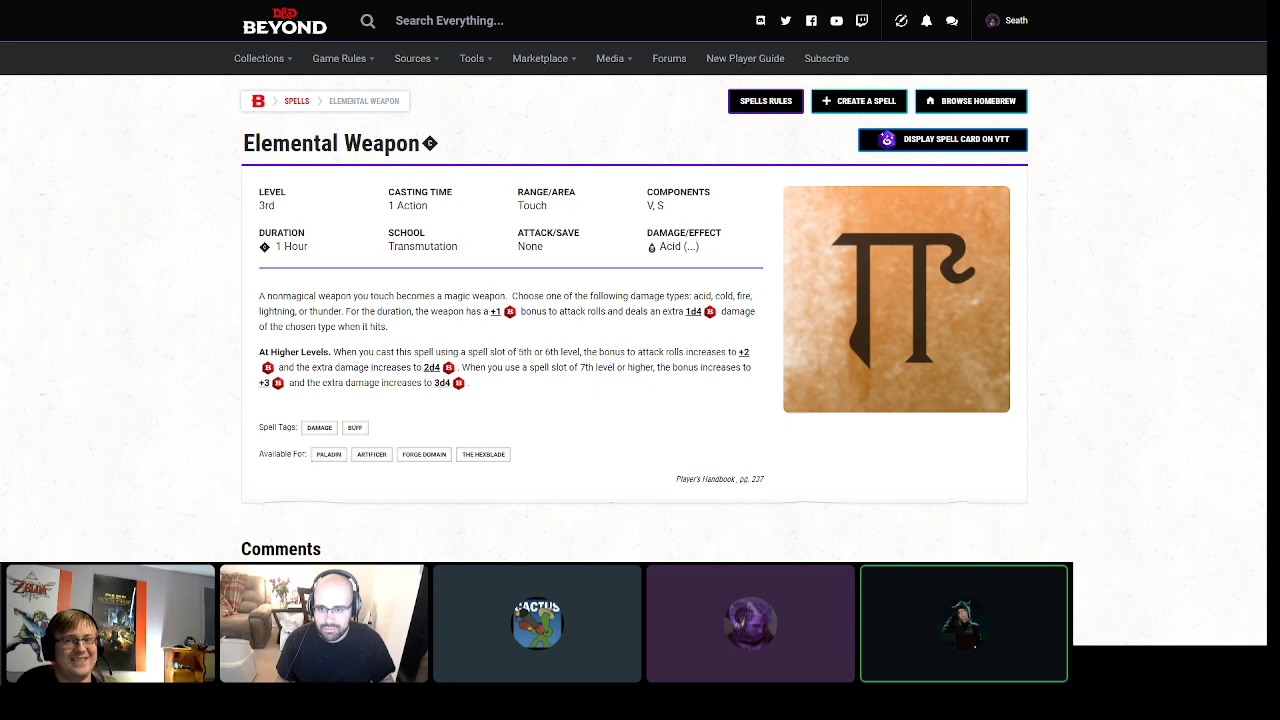 D&D
BEYOND
Search Everything...
Seath
Collections
Game Rules
Sources
Tools
Marketplace
Media
Forums
New Player Guide
Subscribe
B
SPELLS
ELEMENTAL WEAPON
SPELLS RULES
CREATE A SPELL
BROWSE HOMEBREW
Elemental Weapon C
DISPLAY SPELL CARD ON VTT
LEVEL
3rd
CASTING TIME
1 Action
RANGE/AREA
Touch
COMPONENTS
V, S
DURATION
C 1 Hour
SCHOOL
Transmutation
ATTACK/SAVE
None
DAMAGE/EFFECT
Acid (...)
A nonmagical weapon you touch becomes a magic weapon. Choose one of the following damage types: acid, cold, fire,
lightning, or thunder. For the duration, the weapon has a +1 B bonus to attack rolls and deals an extra 1d4 B damage
of the chosen type when it hits.
At Higher Levels. When you cast this spell using a spell slot of 5th or 6th level, the bonus to attack rolls increases to +2
B and the extra damage increases to 2d4 B . When you use a spell slot of 7th level or higher, the bonus increases to
+3 B and the extra damage increases to 3d4 B .
Spell Tags: DAMAGE BUFF
Available For: PALADIN ARTIFICER FORGE DOMAIN THE HEXBLADE
Player's Handbook , pg. 237
Comments
ZELDA
CACTUS